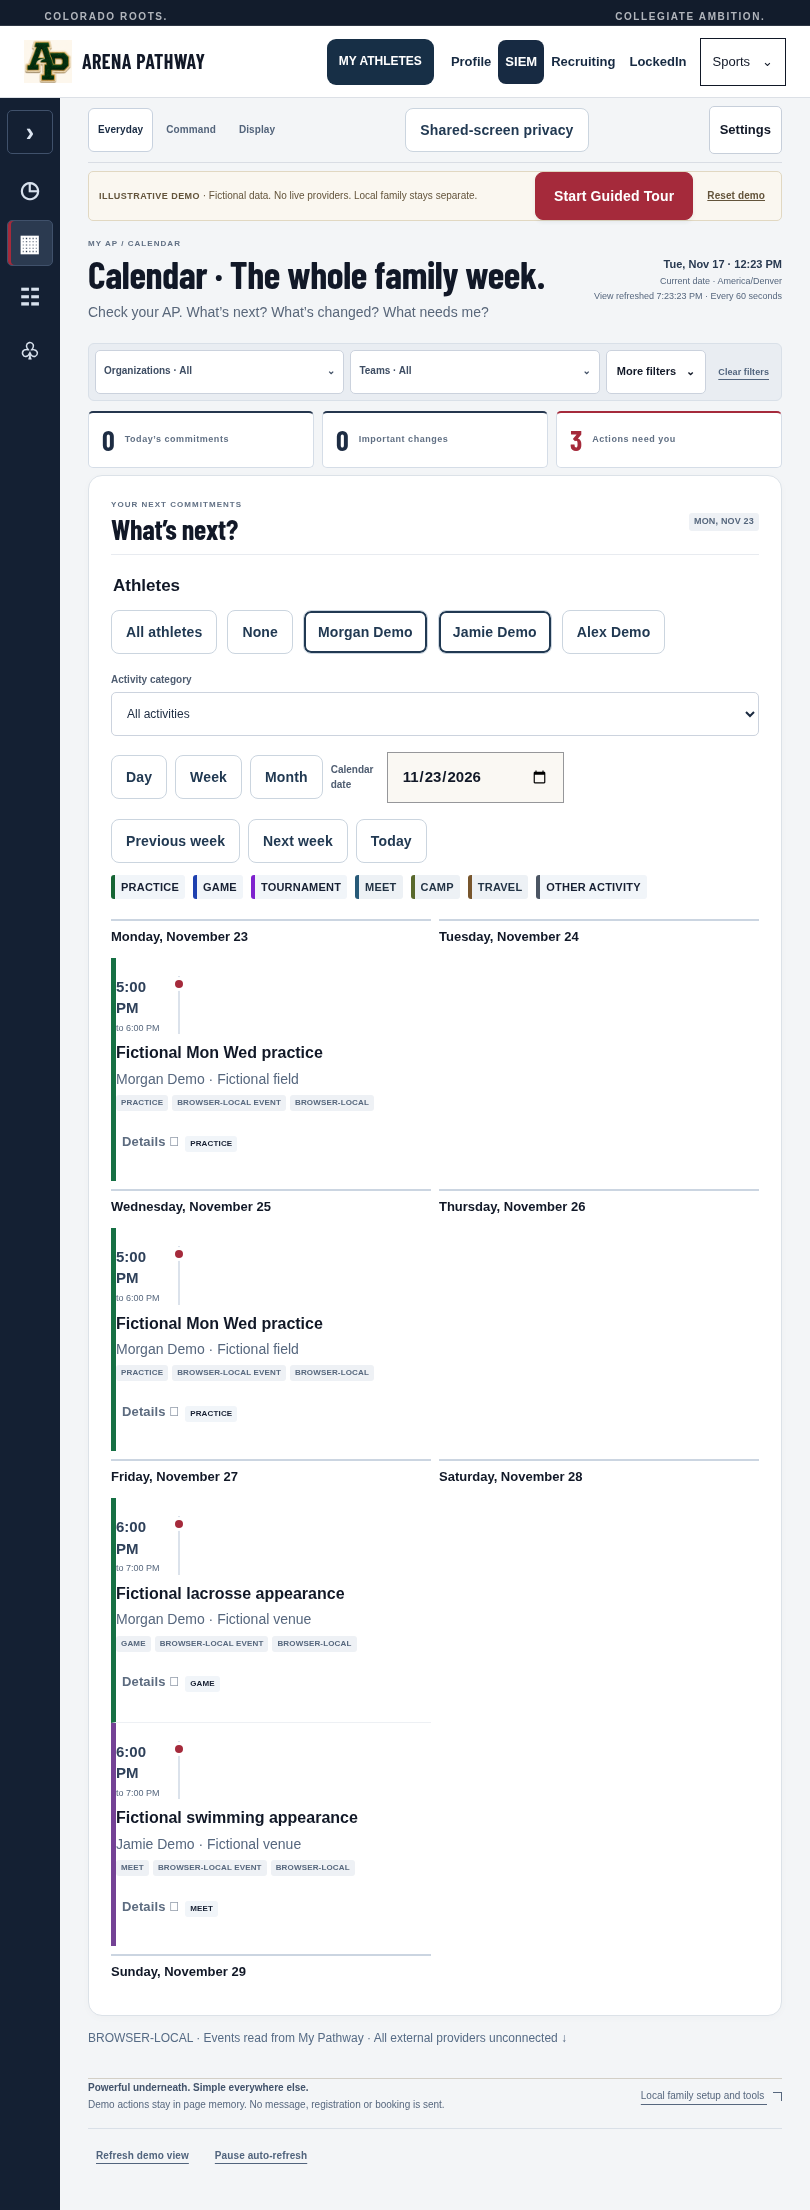 COLORADO ROOTS. COLLEGIATE AMBITION.
AP ARENA PATHWAY MY ATHLETES Profile SIEM Recruiting LockedIn Sports
Everyday Command Display Shared-screen privacy Settings
ILLUSTRATIVE DEMO · Fictional data. No live providers. Local family stays separate. Start Guided Tour Reset demo
MY AP / CALENDAR
Calendar · The whole family week.
Check your AP. What's next? What's changed? What needs me?
Tue, Nov 17 · 12:23 PM
Current date · America/Denver
View refreshed 7:23:23 PM · Every 60 seconds
Organizations · All Teams · All More filters Clear filters
0 Today's commitments 0 Important changes 3 Actions need you
YOUR NEXT COMMITMENTS
What's next? MON, NOV 23
Athletes
All athletes None Morgan Demo Jamie Demo Alex Demo
Activity category
All activities
Day Week Month Calendar date 11/23/2026
Previous week Next week Today
PRACTICE GAME TOURNAMENT MEET CAMP TRAVEL OTHER ACTIVITY
Monday, November 23 Tuesday, November 24
5:00
PM
to 6:00 PM
Fictional Mon Wed practice
Morgan Demo · Fictional field
PRACTICE BROWSER-LOCAL EVENT BROWSER-LOCAL
Details PRACTICE
Wednesday, November 25 Thursday, November 26
5:00
PM
to 6:00 PM
Fictional Mon Wed practice
Morgan Demo · Fictional field
PRACTICE BROWSER-LOCAL EVENT BROWSER-LOCAL
Details PRACTICE
Friday, November 27 Saturday, November 28
6:00
PM
to 7:00 PM
Fictional lacrosse appearance
Morgan Demo · Fictional venue
GAME BROWSER-LOCAL EVENT BROWSER-LOCAL
Details GAME
6:00
PM
to 7:00 PM
Fictional swimming appearance
Jamie Demo · Fictional venue
MEET BROWSER-LOCAL EVENT BROWSER-LOCAL
Details MEET
Sunday, November 29
BROWSER-LOCAL · Events read from My Pathway · All external providers unconnected ↓
Powerful underneath. Simple everywhere else.
Demo actions stay in page memory. No message, registration or booking is sent.
Local family setup and tools
Refresh demo view Pause auto-refresh